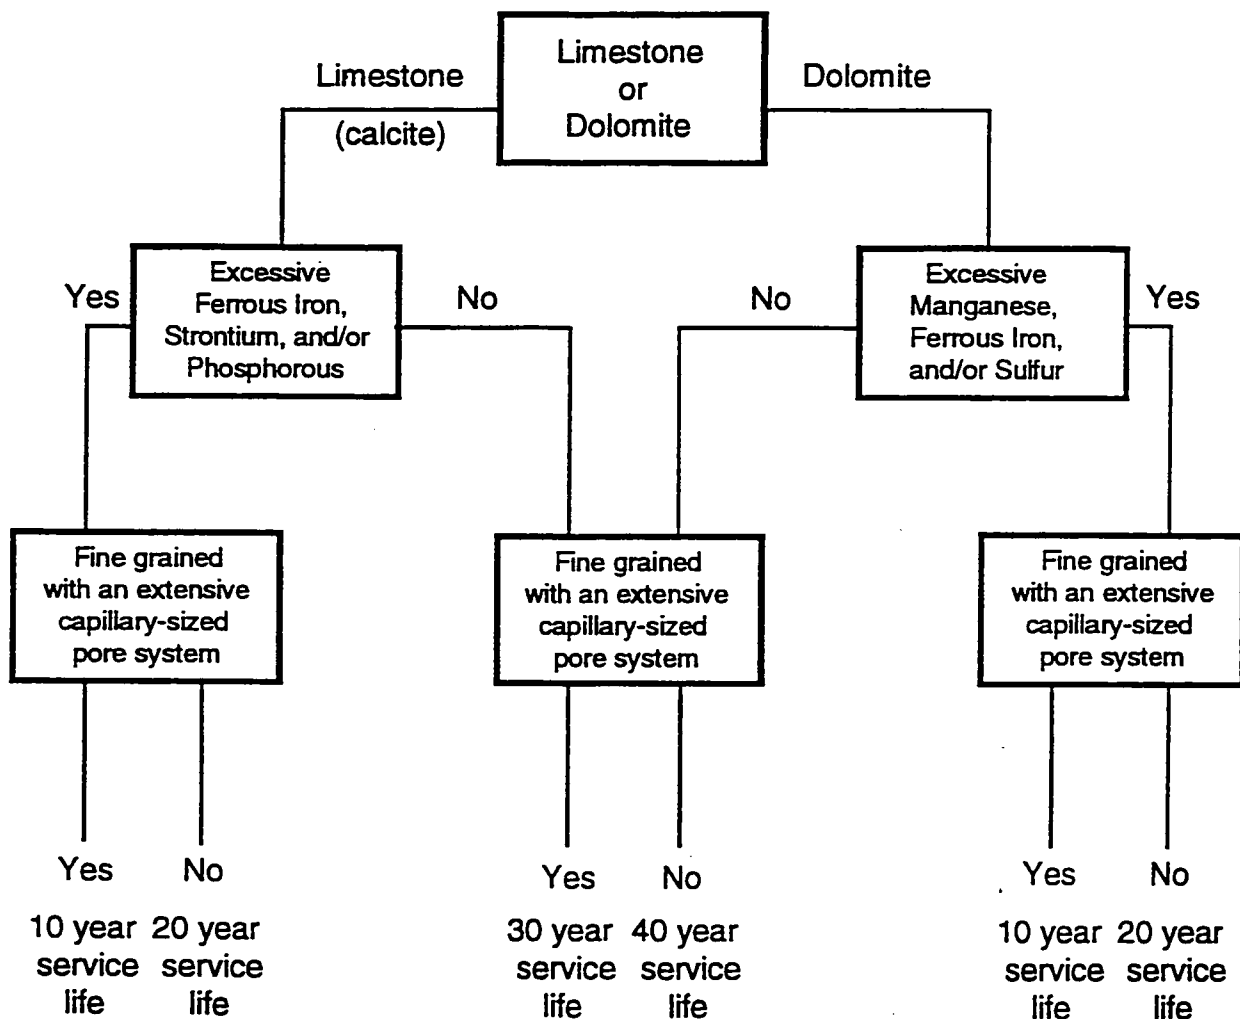 Limestone
or
Dolomite
Limestone
(calcite)
Dolomite
Yes
Excessive
Ferrous Iron,
Strontium, and/or
Phosphorous
No
No
Excessive
Manganese,
Ferrous Iron,
and/or Sulfur
Yes
Fine grained
with an extensive
capillary-sized
pore system
Fine grained
with an extensive
capillary-sized
pore system
Fine grained
with an extensive
capillary-sized
pore system
Yes
No
Yes
No
Yes
No
10 year
service
life
20 year
service
life
30 year
service
life
40 year
service
life
10 year
service
life
20 year
service
life